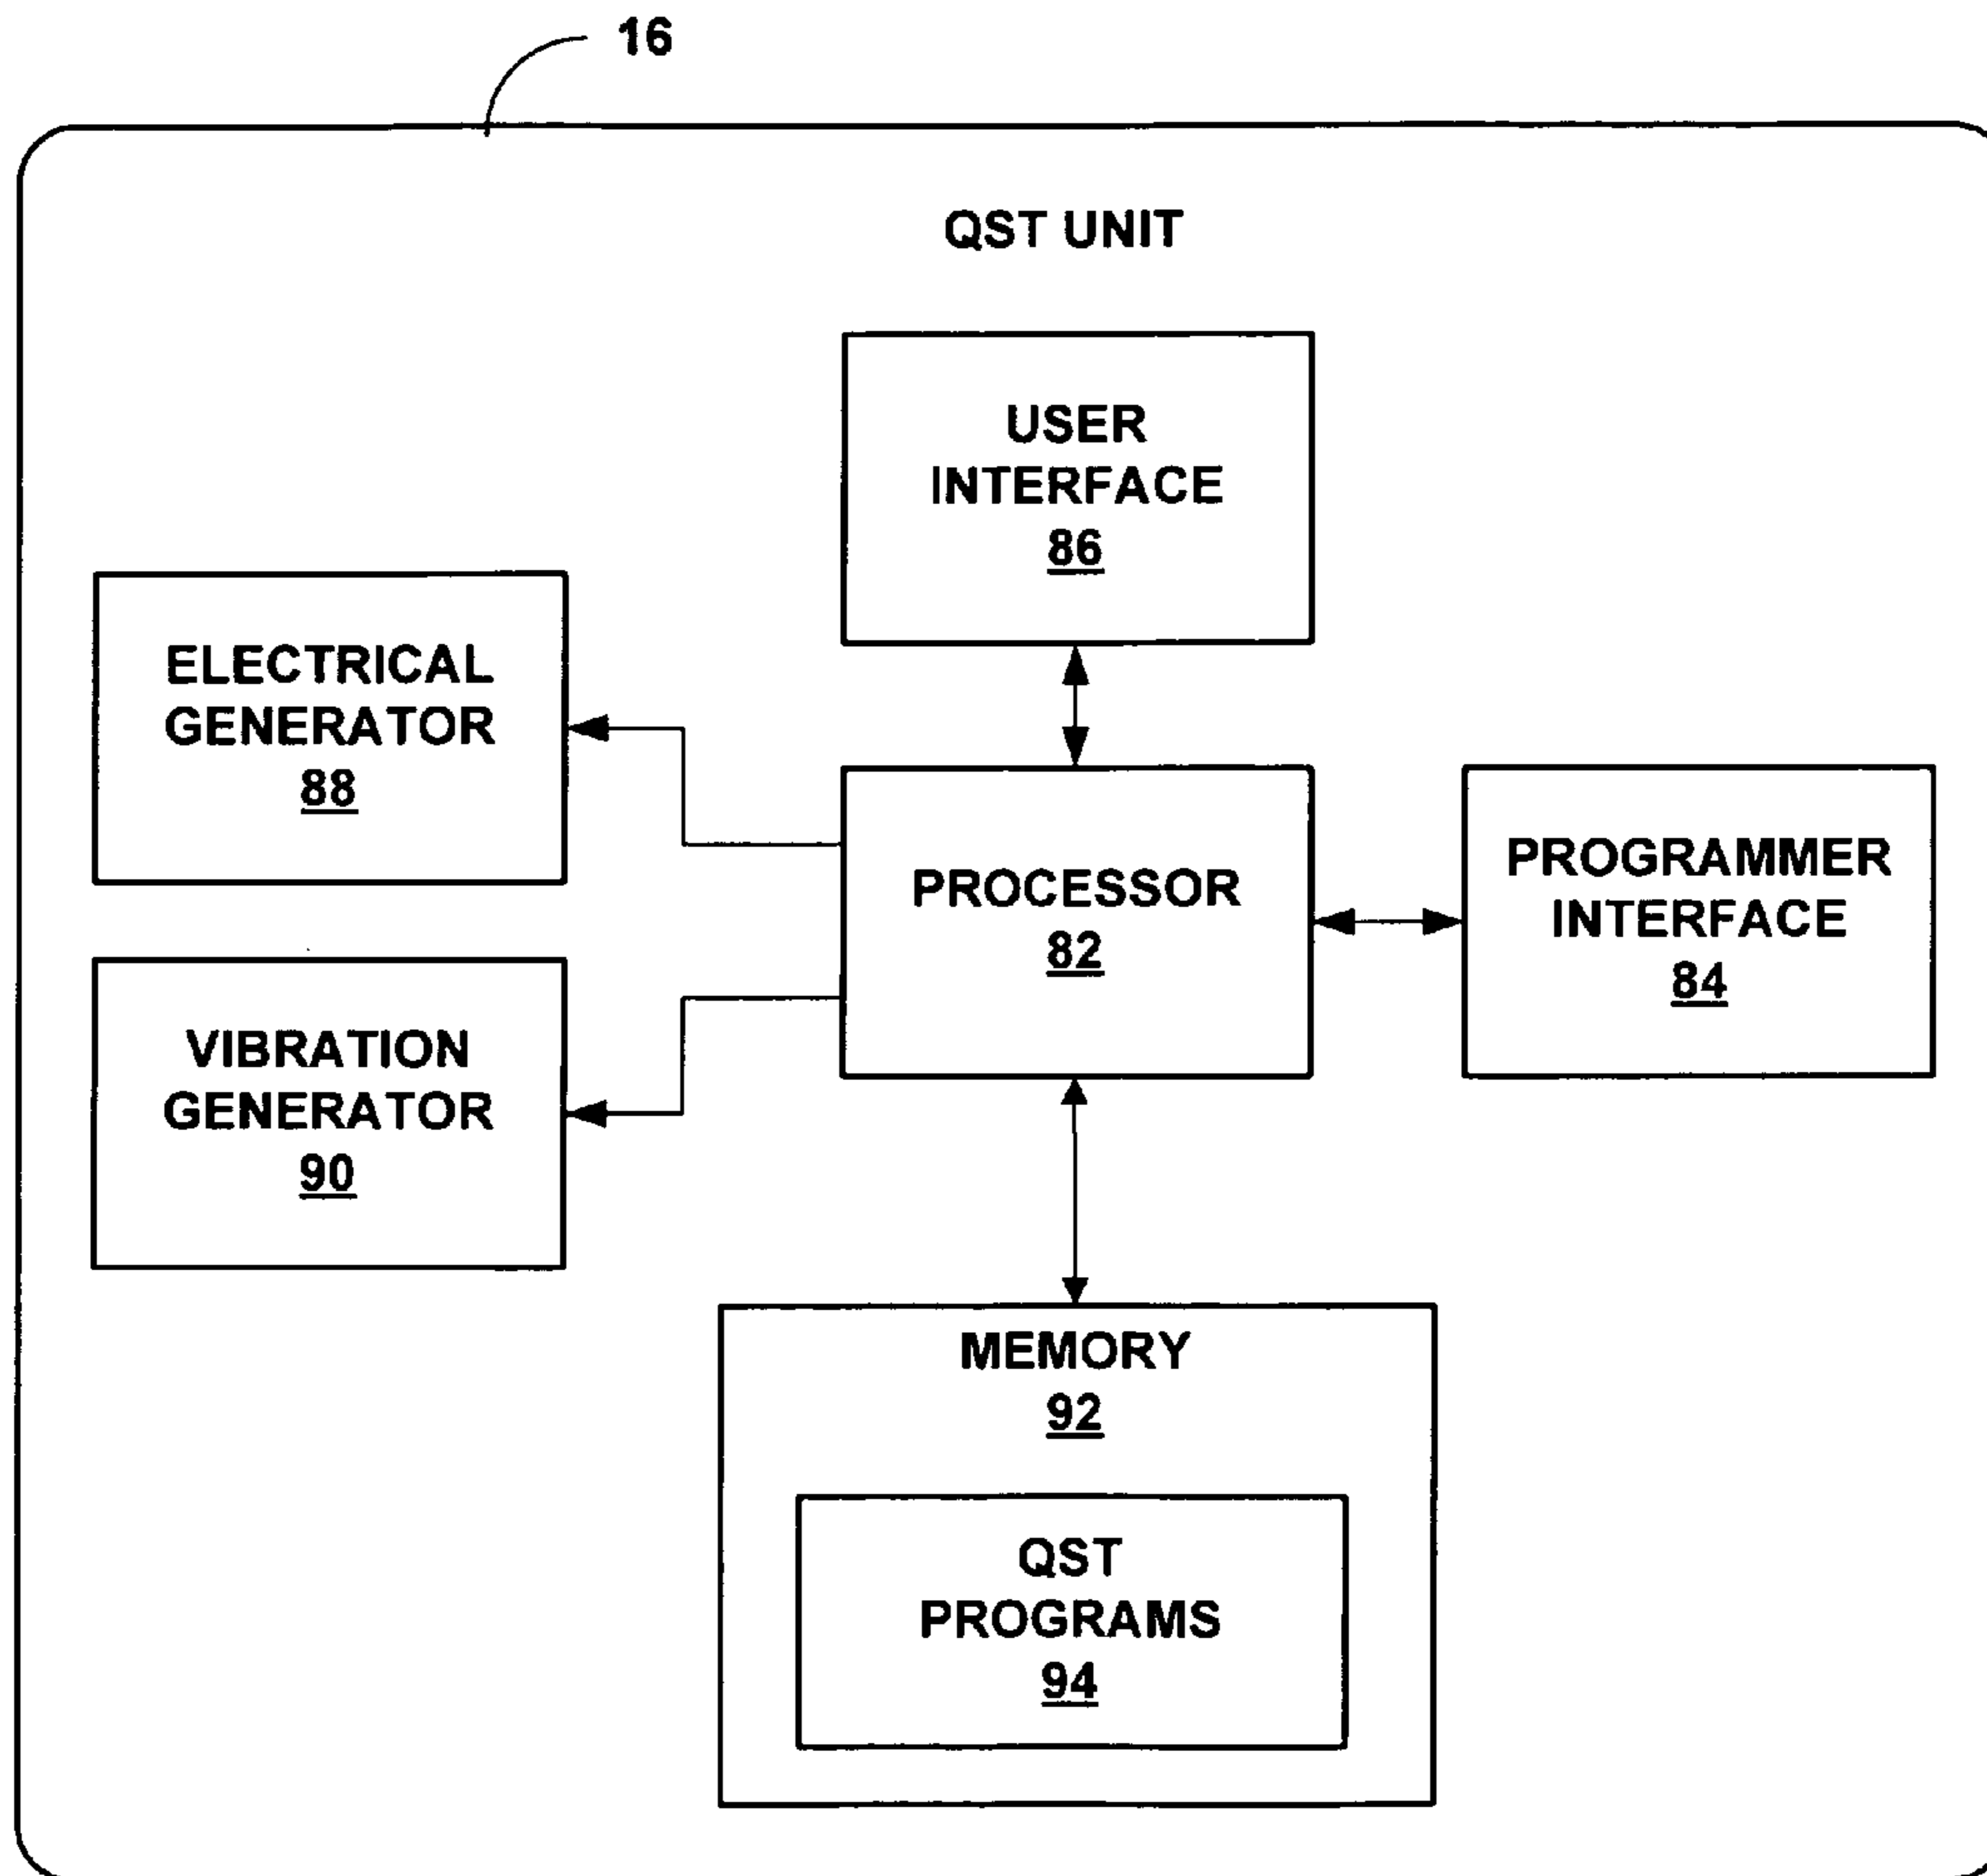 16
QST UNIT
USER
INTERFACE
86
ELECTRICAL
GENERATOR
88
PROCESSOR
82
PROGRAMMER
INTERFACE
84
VIBRATION
GENERATOR
90
MEMORY
92
QST
PROGRAMS
94